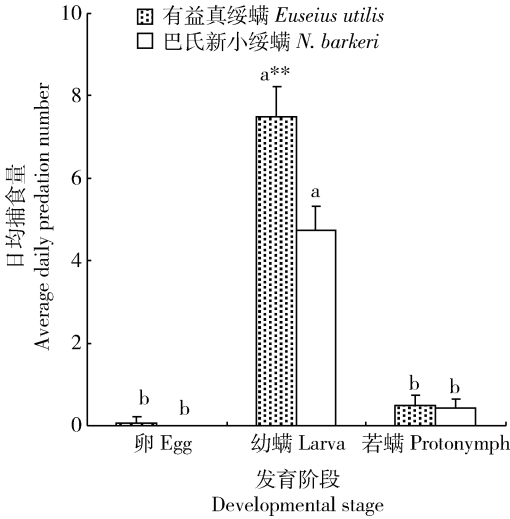 有益真绥螨 Euseius utilis
巴氏新小绥螨 N. barkeri
日均捕食量
Average daily predation number
10
8
6
4
2
0
a**
a
b
b
b
b
卵 Egg
幼螨 Larva
若螨 Protonymph
发育阶段
Developmental stage